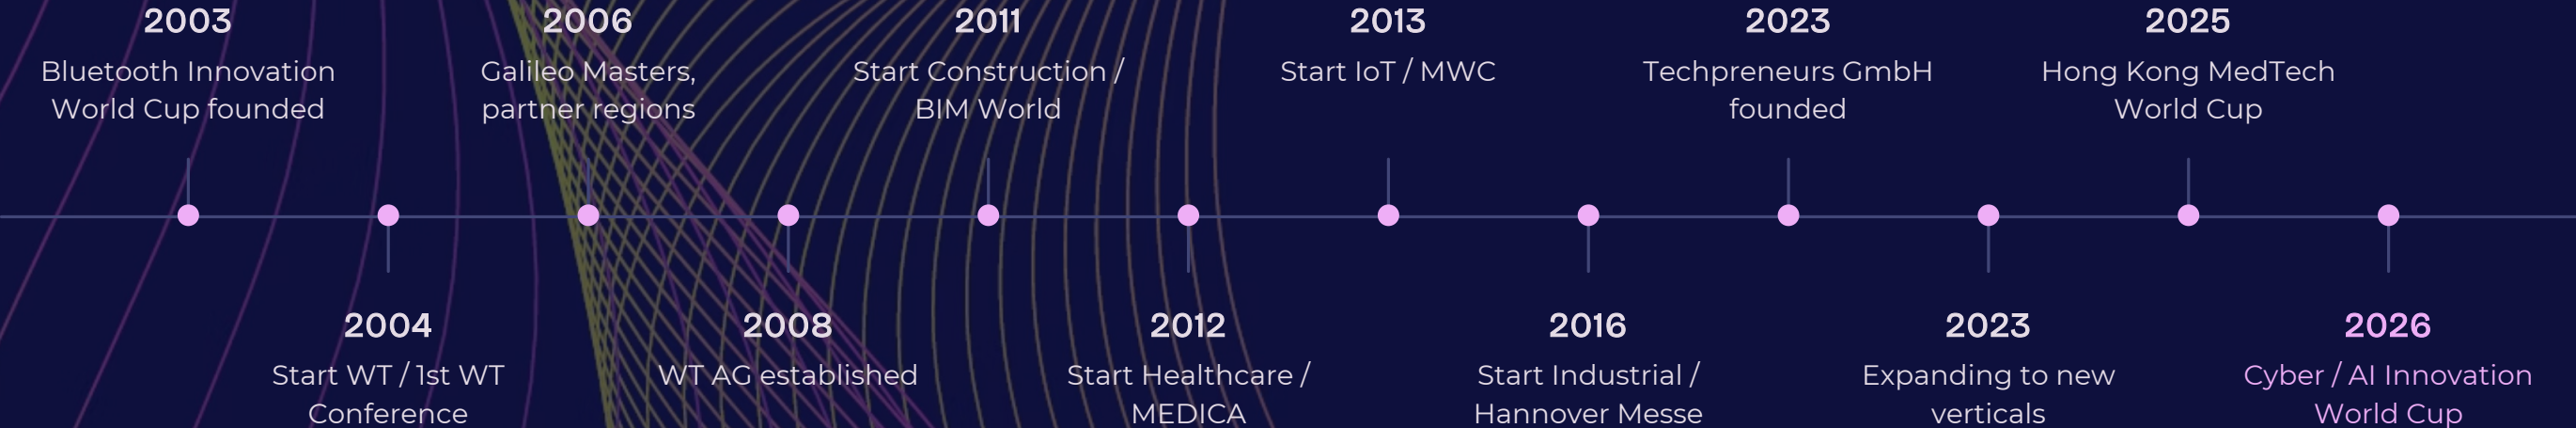 2003
Bluetooth Innovation
World Cup founded
2004
Start WT / 1st WT
Conference
2006
Galileo Masters,
partner regions
2008
WT AG established
2011
Start Construction /
BIM World
2012
Start Healthcare /
MEDICA
2013
Start IoT / MWC
2016
Start Industrial /
Hannover Messe
2023
Techpreneurs GmbH
founded
2023
Expanding to new
verticals
2025
Hong Kong MedTech
World Cup
2026
Cyber / AI Innovation
World Cup